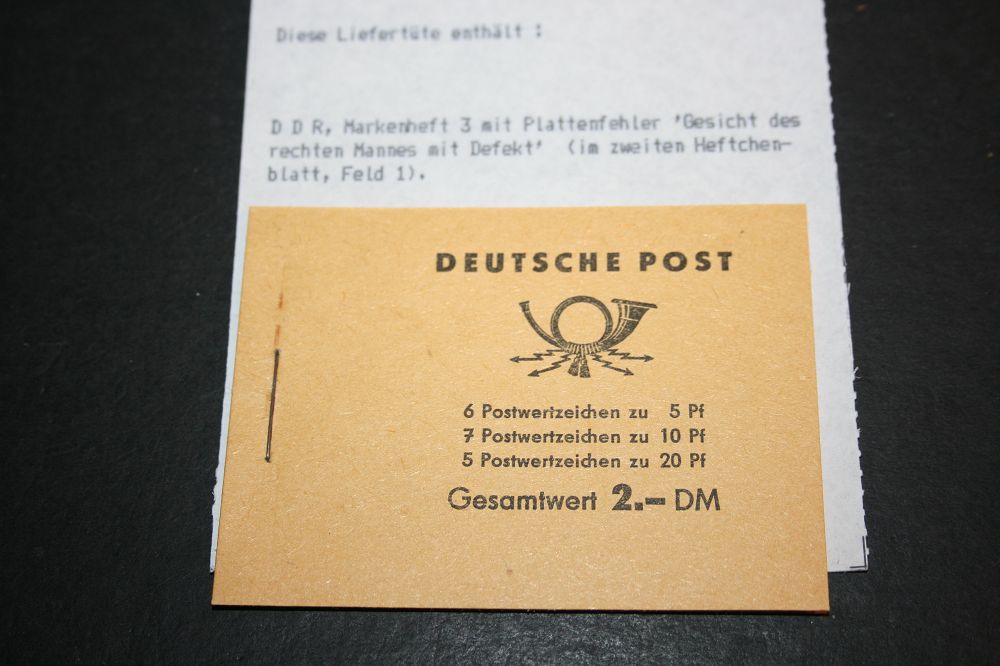 Diese Liefertüte enthält :
D D R, Markenheft 3 mit Plattenfehler 'Gesicht des
rechten Mannes mit Defekt' (im zweiten Heftchen-
blatt, Feld 1).
DEUTSCHE POST
6 Postwertzeichen zu 5 Pf
7 Postwertzeichen zu 10 Pf
5 Postwertzeichen zu 20 Pf
Gesamtwert 2.– DM